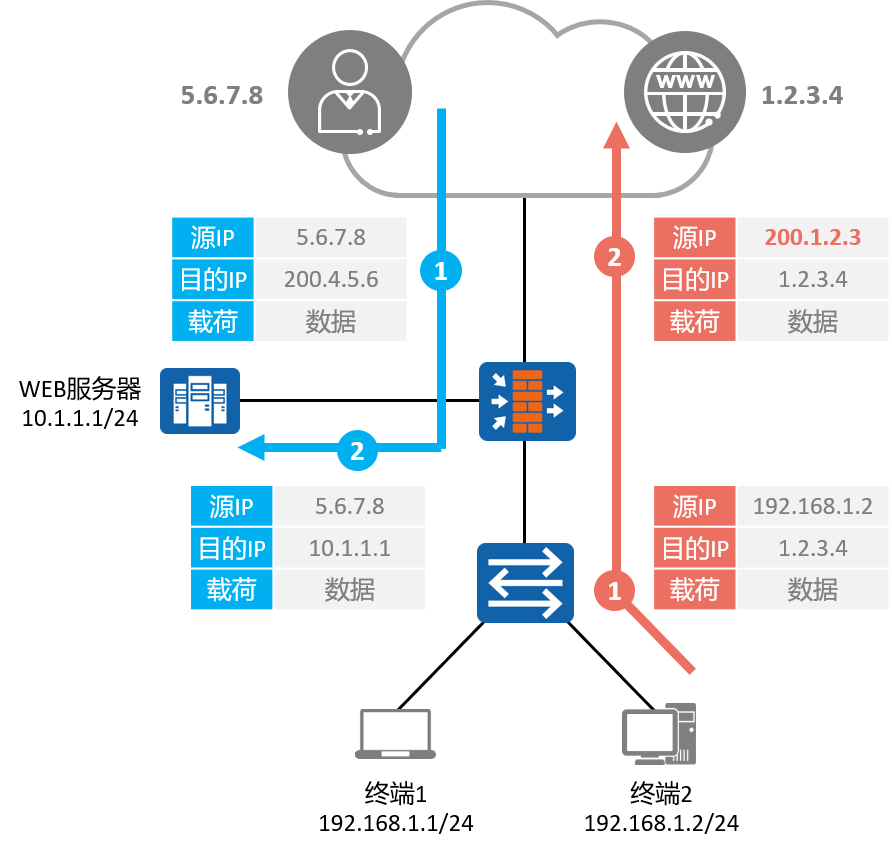 5.6.7.8
WWW
1.2.3.4
源IP 5.6.7.8
目的IP 200.4.5.6
载荷 数据
1
2
源IP 200.1.2.3
目的IP 1.2.3.4
载荷 数据
WEB服务器
10.1.1.1/24
2
源IP 5.6.7.8
目的IP 10.1.1.1
载荷 数据
1
源IP 192.168.1.2
目的IP 1.2.3.4
载荷 数据
终端1
192.168.1.1/24
终端2
192.168.1.2/24